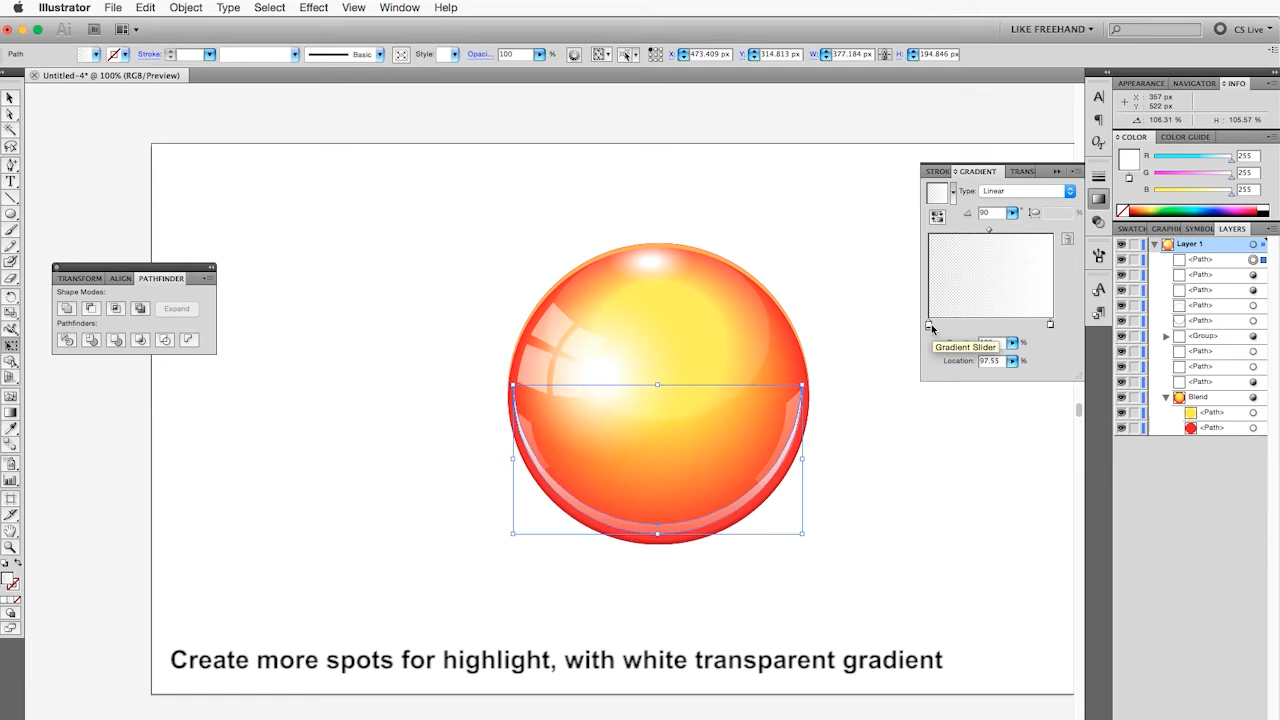 Illustrator File Edit Object Type Select Effect View Window Help
Ai Br LIKE FREEHAND CS Live
Path Stroke: Basic Style: Opaci... 100 X: 473.409 px Y: 314.813 px W: 377.184 px H: 194.846 px
Untitled-4* @ 100% (RGB/Preview)
APPEARANCE NAVIGATOR INFO
X: 357 px
Y: 522 px
106.31 % H: 105.57 %
COLOR COLOR GUIDE
R 255
G 255
B 255
STROK GRADIENT TRANS
Type: Linear
90 ° %
Gradient Slider
%
Location: 97.55 %
TRANSFORM ALIGN PATHFINDER
Shape Modes:
Expand
Pathfinders:
SWATC GRAPHI SYMBOL LAYERS
Layer 1
<Path>
<Path>
<Path>
<Path>
<Path>
<Group>
<Path>
<Path>
<Path>
Blend
<Path>
<Path>
Create more spots for highlight, with white transparent gradient